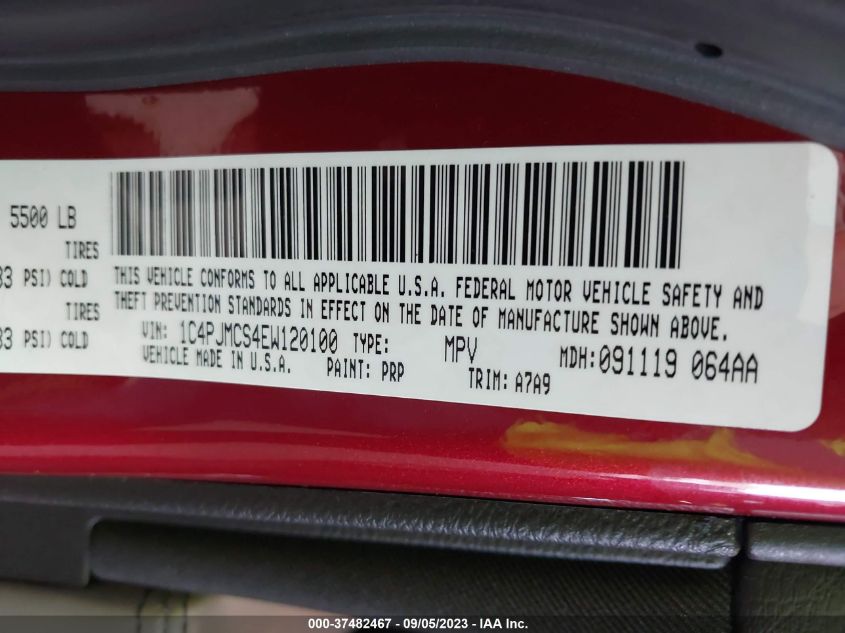 5500 LB
TIRES
83 PSI) COLD
TIRES
83 PSI) COLD
THIS VEHICLE CONFORMS TO ALL APPLICABLE U.S.A. FEDERAL MOTOR VEHICLE SAFETY AND
THEFT PREVENTION STANDARDS IN EFFECT ON THE DATE OF MANUFACTURE SHOWN ABOVE.
VIN: 1C4PJMCS4EW120100 TYPE: MPV MDH:091119 064AA
VEHICLE MADE IN U.S.A. PAINT: PRP TRIM: A7A9
000-37482467 - 09/05/2023 - IAA Inc.